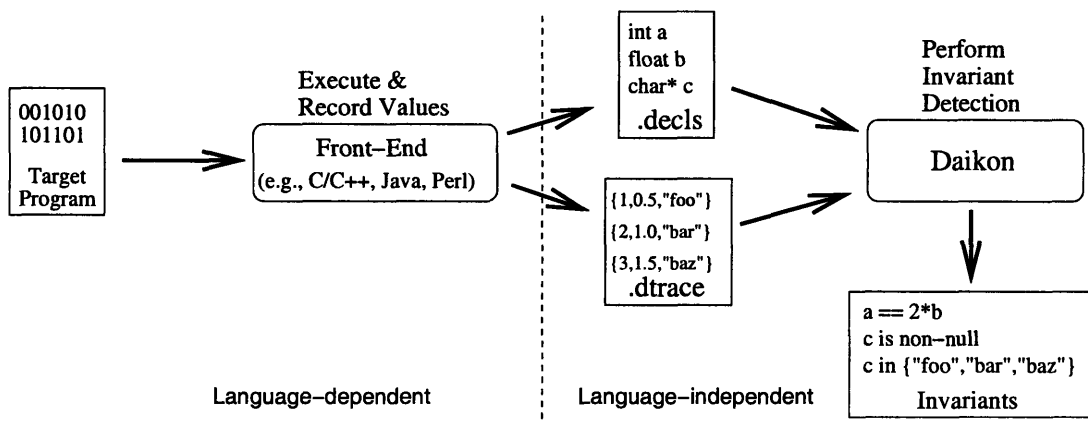 001010
101101
Target
Program
Execute &
Record Values
Front–End
(e.g., C/C++, Java, Perl)
int a
float b
char* c
.decls
{1,0.5,"foo"}
{2,1.0,"bar"}
{3,1.5,"baz"}
.dtrace
Perform
Invariant
Detection
Daikon
a == 2*b
c is non–null
c in {"foo","bar","baz"}
Invariants
Language–dependent
Language–independent